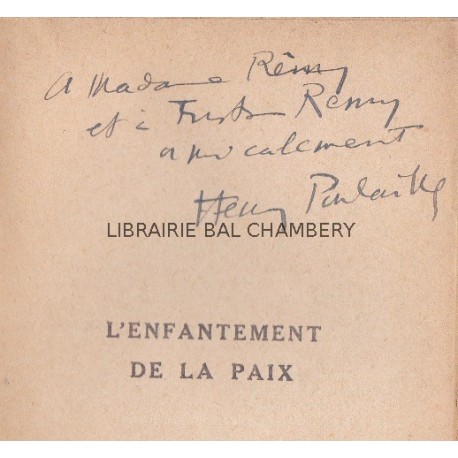 A Madame Rémy
et à Tristan Rémy
amicalement
Henry Poulaille
LIBRAIRIE BAL CHAMBERY
L'ENFANTEMENT
DE LA PAIX